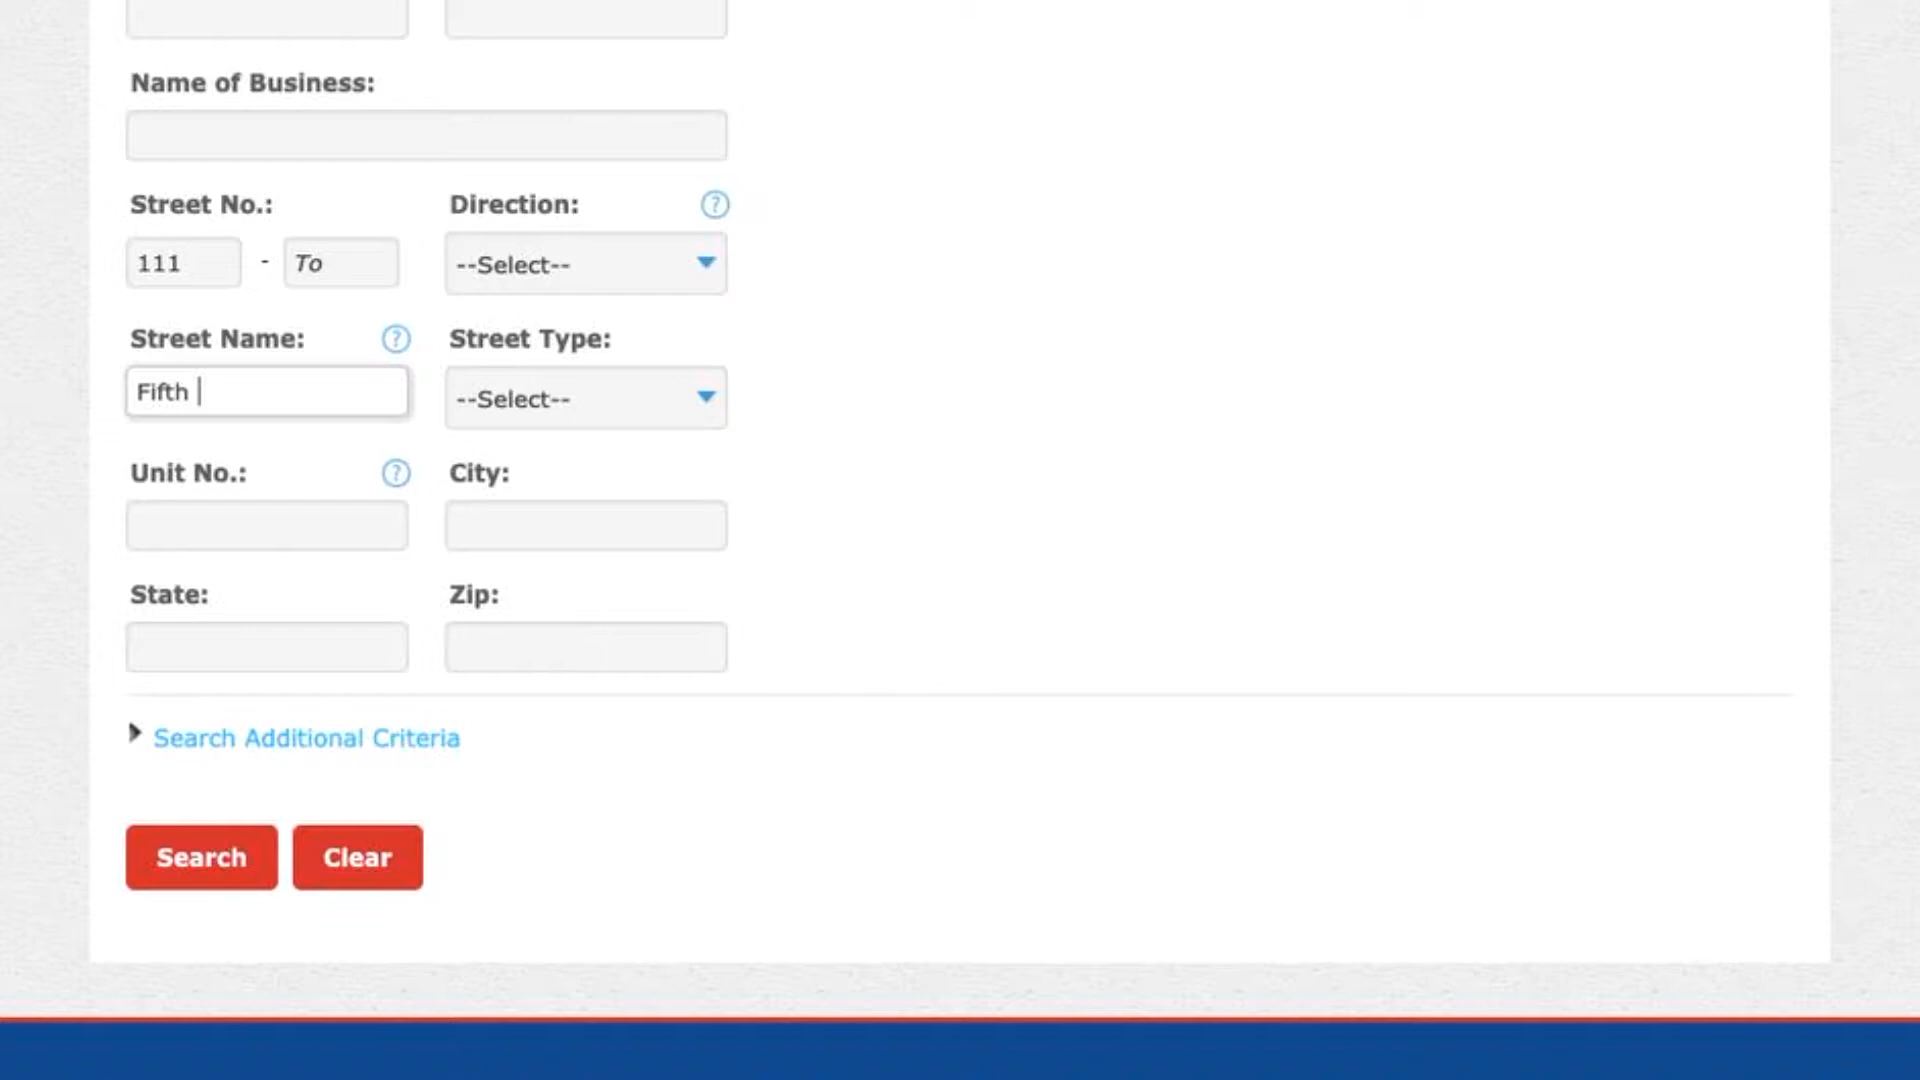 Name of Business:
Street No.: Direction: ?
111 - To --Select--
Street Name: ? Street Type:
Fifth --Select--
Unit No.: ? City:
State: Zip:
Search Additional Criteria
Search Clear